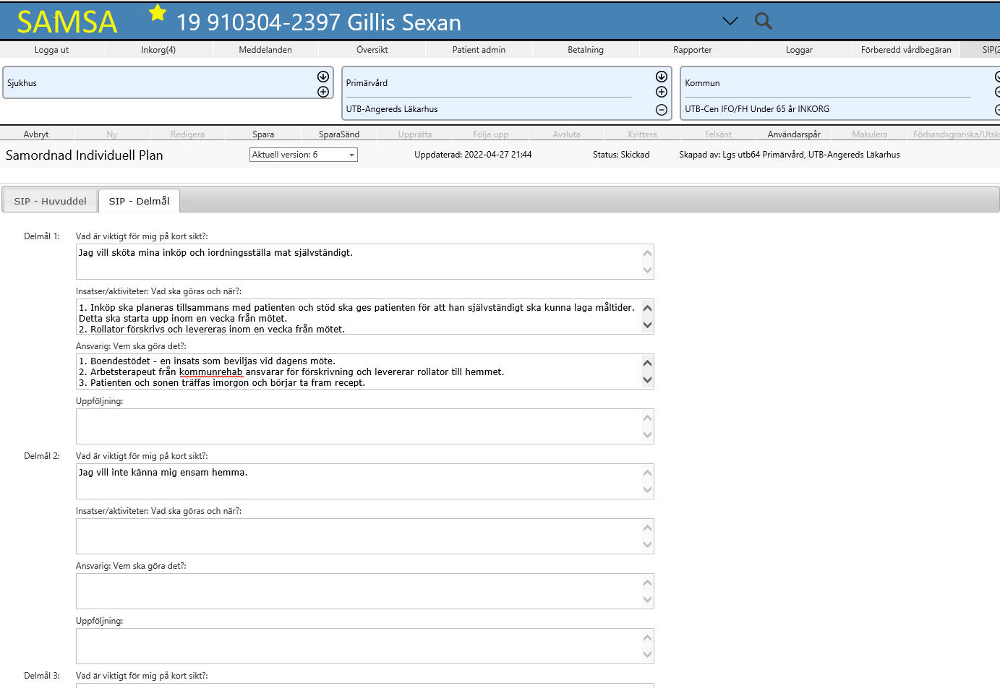 SAMSA
19 910304-2397 Gillis Sexan
Logga ut Inkorg(4) Meddelanden Översikt Patient admin Betalning Rapporter Loggar Förberedd vårdbegäran SIP(2
Sjukhus
Primärvård
UTB-Angereds Läkarhus
Kommun
UTB-Cen IFO/FH Under 65 år INKORG
Avbryt Ny Redigera Spara SparaSänd Upprätta Följa upp Avsluta Kvittera Felsänt Användarspår Makulera Förhandsgranska/Utsk
Samordnad Individuell Plan Aktuell version: 6 Uppdaterad: 2022-04-27 21:44 Status: Skickad Skapad av: Lgs utb64 Primärvård, UTB-Angereds Läkarhus
SIP - Huvuddel SIP - Delmål
Delmål 1: Vad är viktigt för mig på kort sikt?:
Jag vill sköta mina inköp och iordningsställa mat självständigt.
Insatser/aktiviteter: Vad ska göras och när?:
1. Inköp ska planeras tillsammans med patienten och stöd ska ges patienten för att han självständigt ska kunna laga måltider.
Detta ska starta upp inom en vecka från mötet.
2. Rollator förskrivs och levereras inom en vecka från mötet.
Ansvarig: Vem ska göra det?:
1. Boendestödet - en insats som beviljas vid dagens möte.
2. Arbetsterapeut från kommunrehab ansvarar för förskrivning och levererar rollator till hemmet.
3. Patienten och sonen träffas imorgon och börjar ta fram recept.
Uppföljning:
Delmål 2: Vad är viktigt för mig på kort sikt?:
Jag vill inte känna mig ensam hemma.
Insatser/aktiviteter: Vad ska göras och när?:
Ansvarig: Vem ska göra det?:
Uppföljning:
Delmål 3: Vad är viktigt för mig på kort sikt?: